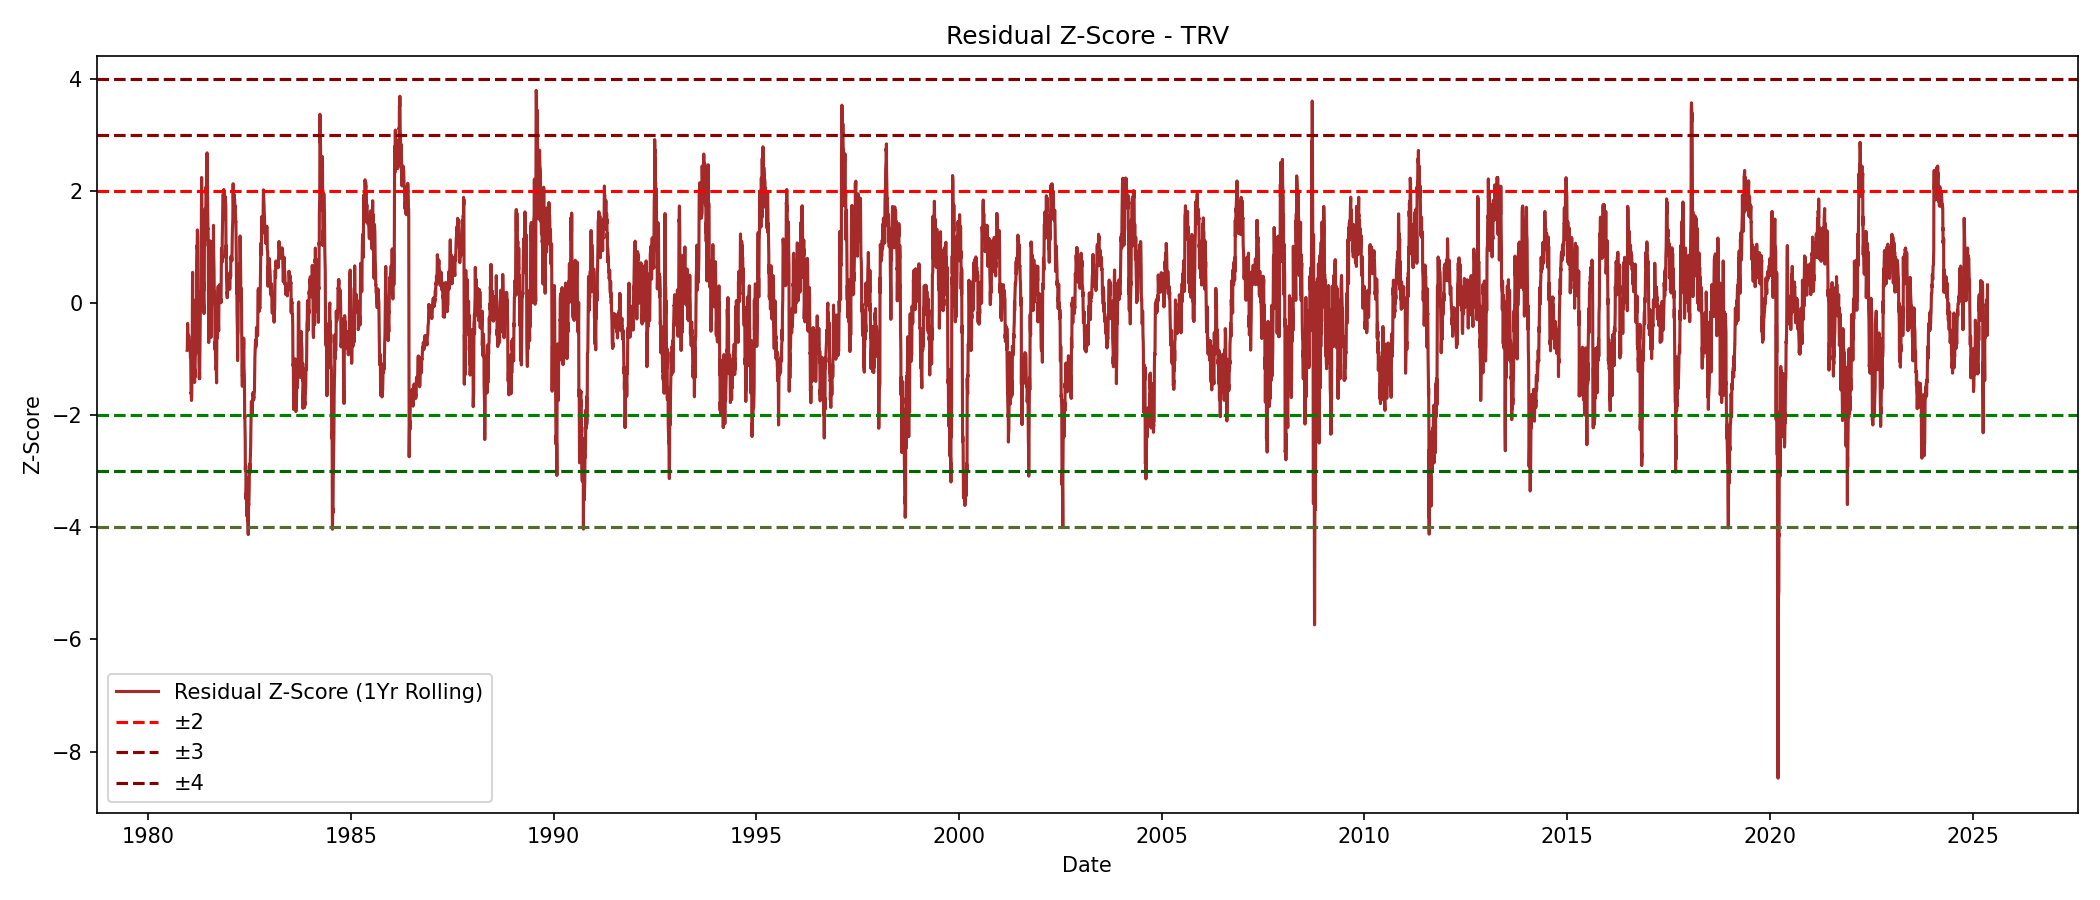 Residual Z-Score - TRV
Z-Score
4
2
0
−2
−4
−6
−8
Residual Z-Score (1Yr Rolling)
±2
±3
±4
1980 1985 1990 1995 2000 2005 2010 2015 2020 2025
Date